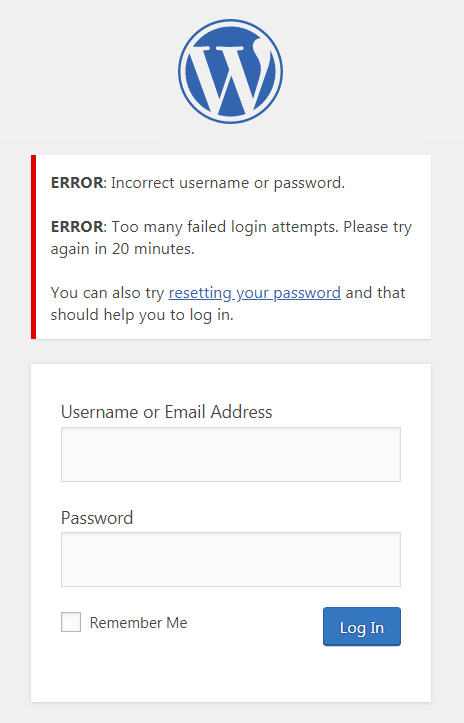 ERROR: Incorrect username or password.
ERROR: Too many failed login attempts. Please try
again in 20 minutes.
You can also try resetting your password and that
should help you to log in.
Username or Email Address
Password
Remember Me
Log In